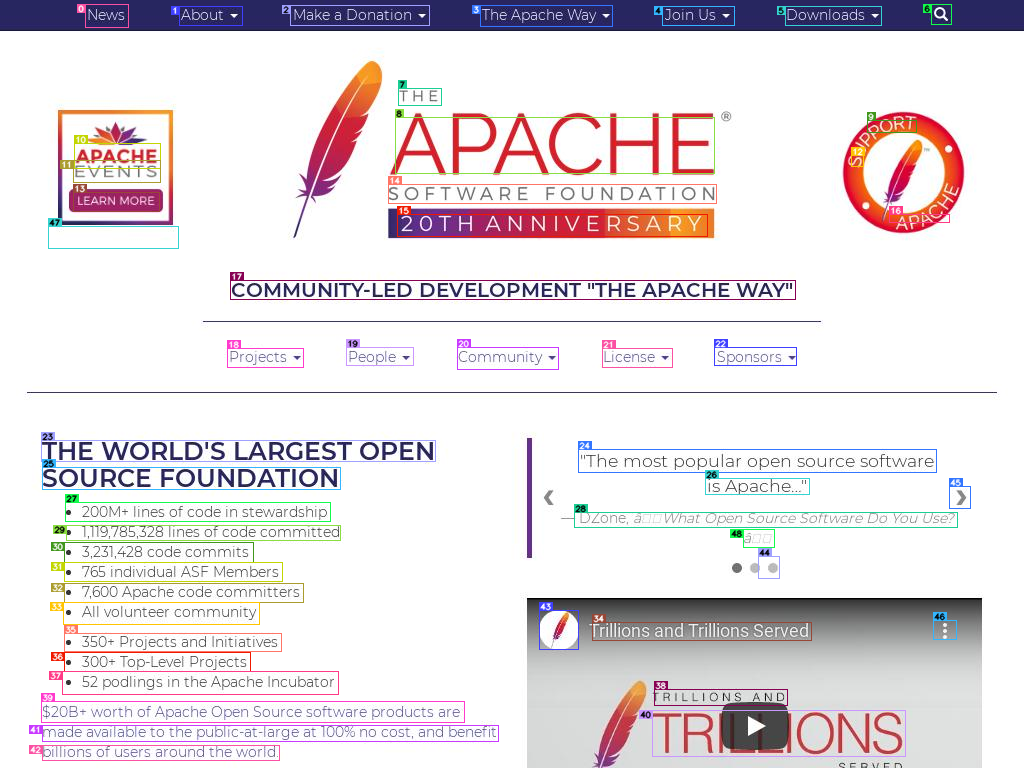 News About Make a Donation The Apache Way Join Us Downloads
THE
APACHE®
SOFTWARE FOUNDATION
20TH ANNIVERSARY
APACHE
EVENTS
LEARN MORE
SUPPORT
APACHE
™
COMMUNITY-LED DEVELOPMENT "THE APACHE WAY"
Projects People Community License Sponsors
THE WORLD'S LARGEST OPEN
SOURCE FOUNDATION
• 200M+ lines of code in stewardship
• 1,119,785,328 lines of code committed
• 3,231,428 code commits
• 765 individual ASF Members
• 7,600 Apache code committers
• All volunteer community
• 350+ Projects and Initiatives
• 300+ Top-Level Projects
• 52 podlings in the Apache Incubator
$20B+ worth of Apache Open Source software products are
made available to the public-at-large at 100% no cost, and benefit
billions of users around the world.
"The most popular open source software
is Apache..."
— DZone, â▯▯What Open Source Software Do You Use?
â▯▯
Trillions and Trillions Served
TRILLIONS AND
TRILLIONS
SERVED
0
1
2
3
4
5
6
7
8
9
10
11
12
13
14
15
16
17
18
19
20
21
22
23
24
25
26
27
28
29
30
31
32
33
34
35
36
37
38
39
40
41
42
43
44
45
46
47
48